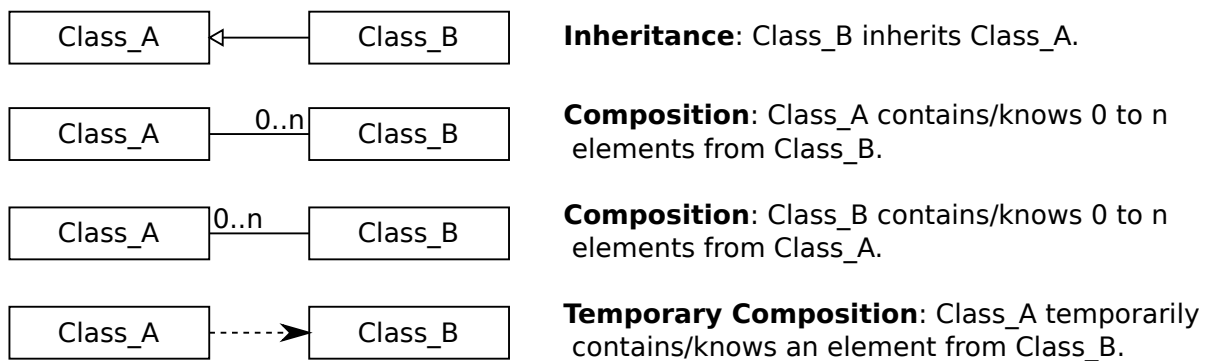 Class_A Class_B Inheritance: Class_B inherits Class_A.
Class_A 0..n Class_B Composition: Class_A contains/knows 0 to n
elements from Class_B.
Class_A 0..n Class_B Composition: Class_B contains/knows 0 to n
elements from Class_A.
Class_A Class_B Temporary Composition: Class_A temporarily
contains/knows an element from Class_B.